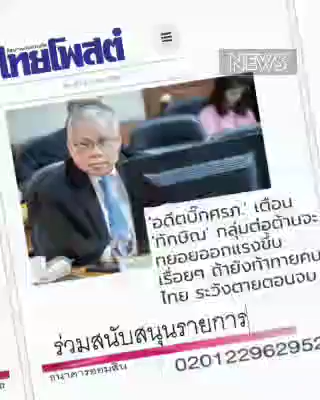 ไทยโพสต์
NEWS
'อดีตบิ๊กศรภ.' เตือน
'ทักษิณ' กลุ่มต่อต้านจะ
ทยอยออกแรงขึ้น
เรื่อยๆ ถ้ายังท้าทายคน
ไทย ระวังตายตอนจบ
ร่วมสนับสนุนรายการ
ธนาคารออมสิน
020122962952